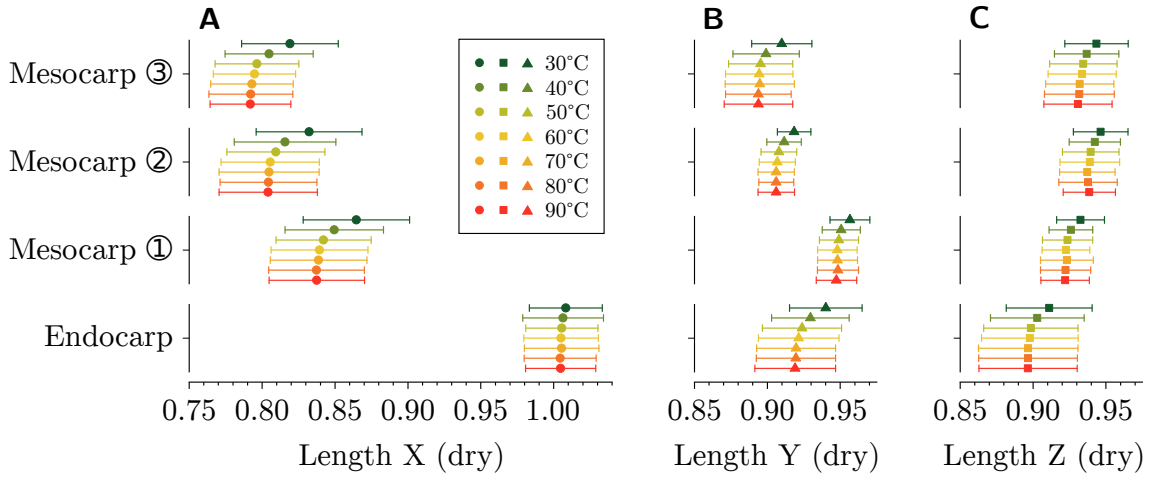 A B C
Mesocarp ③
Mesocarp ②
Mesocarp ①
Endocarp
30°C
40°C
50°C
60°C
70°C
80°C
90°C
0.75 0.80 0.85 0.90 0.95 1.00
Length X (dry)
0.85 0.90 0.95
Length Y (dry)
0.85 0.90 0.95
Length Z (dry)